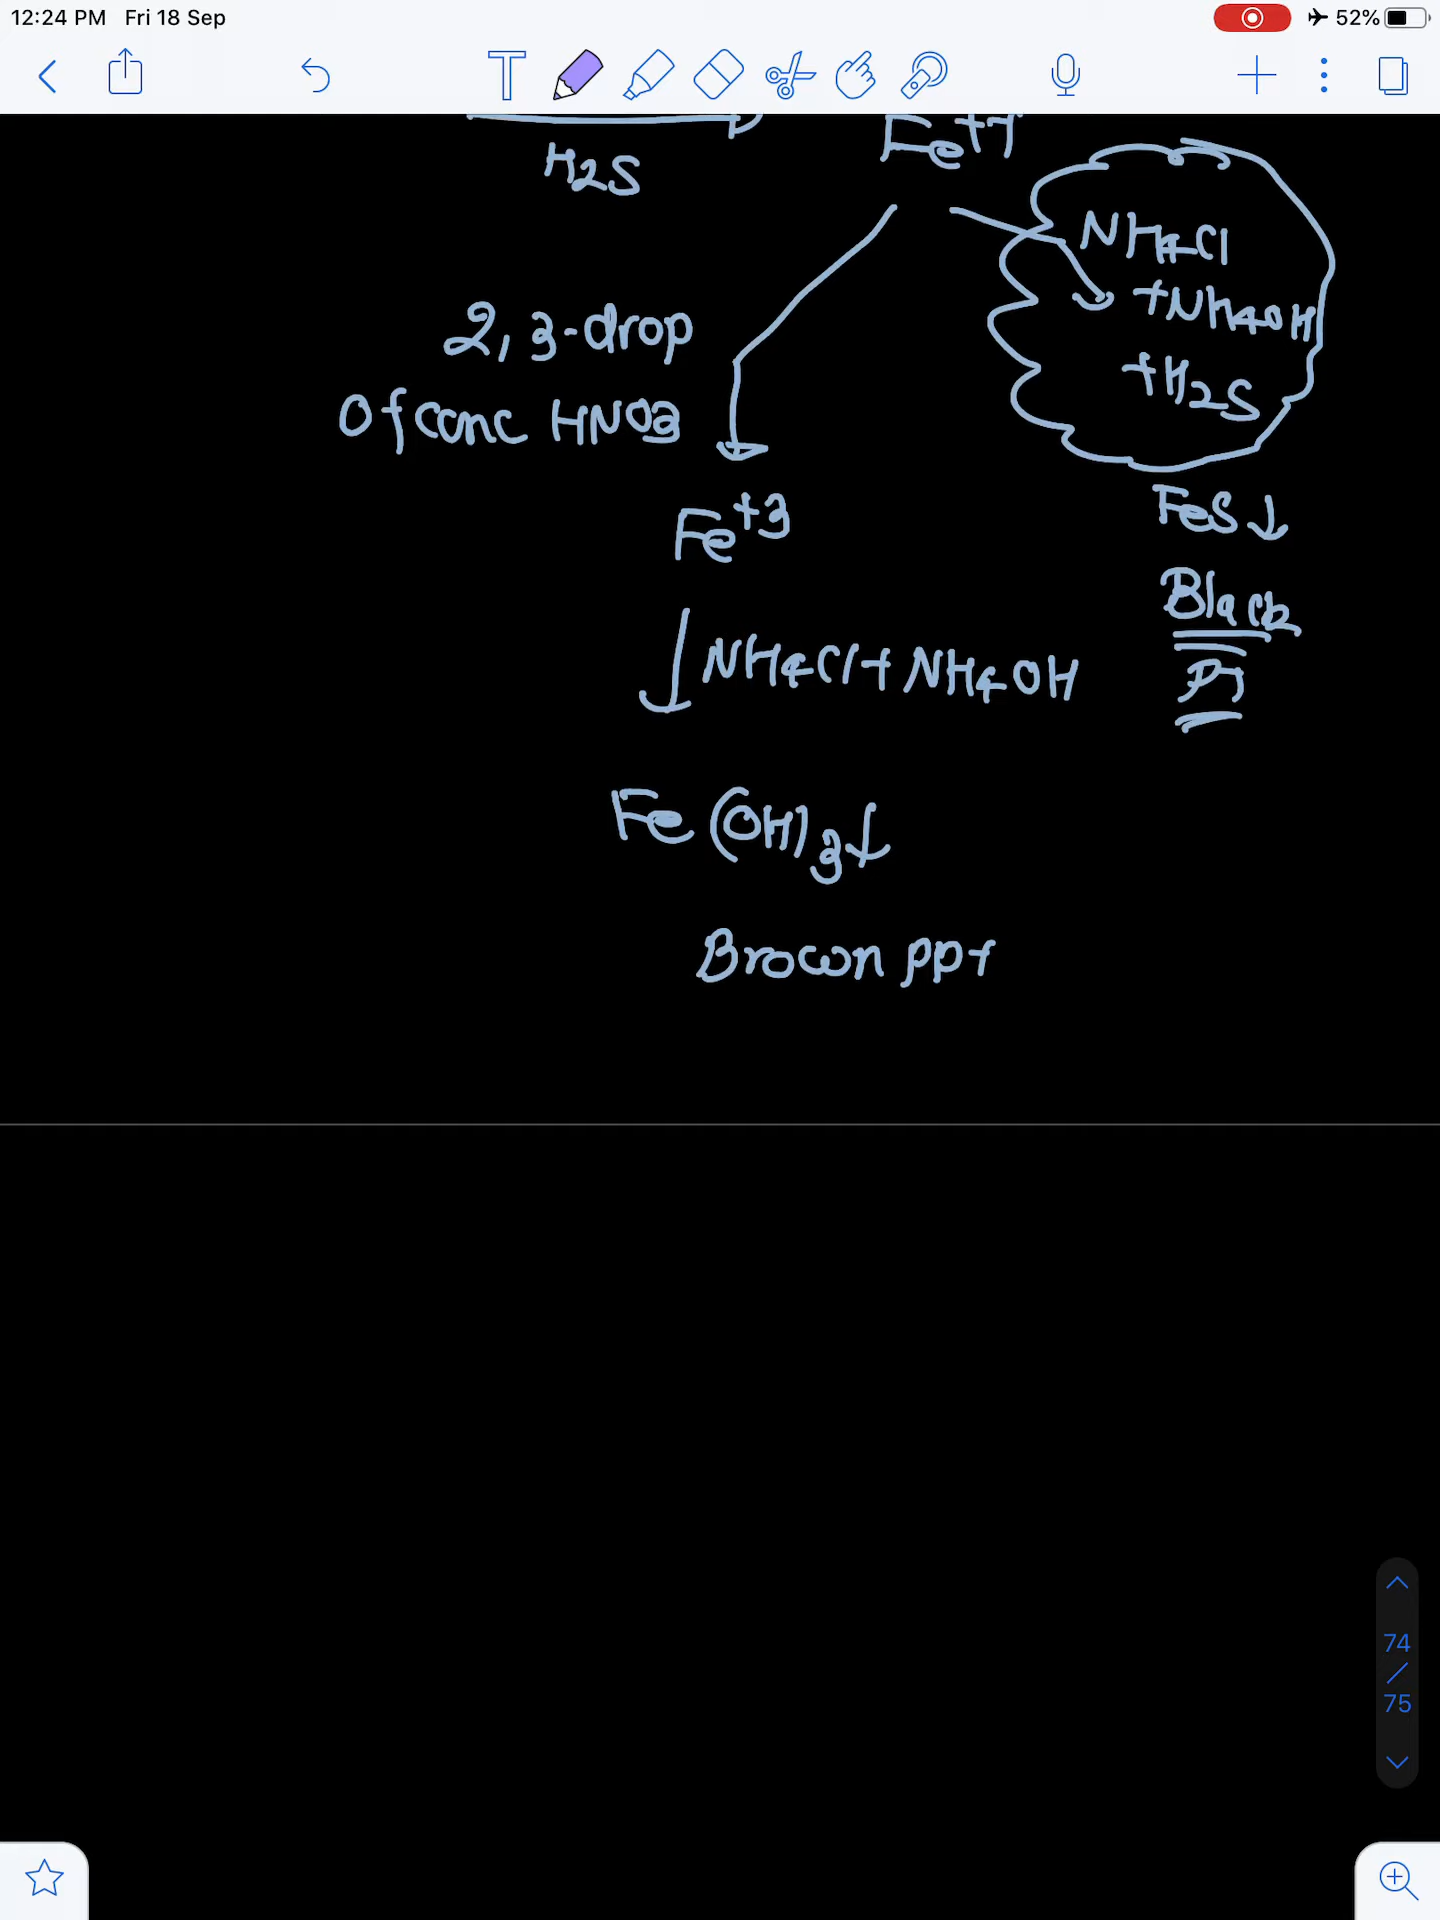 12:24 PM Fri 18 Sep
52%
T
H2S
Fe++
NH4Cl
+NH4OH
+H2S
2,3-drop
Of conc HNO3
Fe+3
FeS↓
Black
NH4Cl+NH4OH
Fe(OH)3↓
Brown ppt
74
/
75